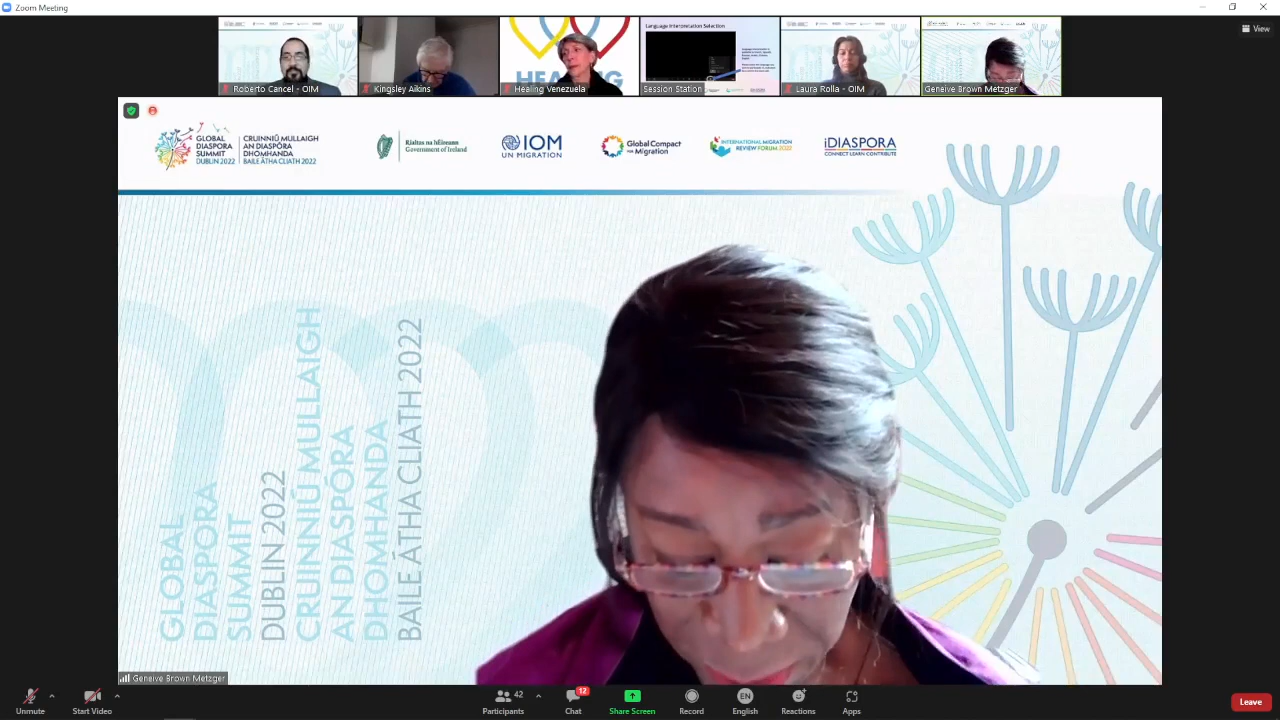 Zoom Meeting
View
Roberto Cancel - OIM
Kingsley Aikins
HEALING
Healing Venezuela
Language Interpretation Selection
Session Station
Laura Rolla - OIM
Geneive Brown Metzger
GLOBAL
DIASPORA
SUMMIT
DUBLIN 2022
CRUINNIÚ MULLAIGH
AN DIASPÓRA
DHOMHANDA
BAILE ÁTHA CLIATH 2022
Rialtas na hÉireann
Government of Ireland
IOM
UN MIGRATION
Global Compact
FOR Migration
INTERNATIONAL MIGRATION
REVIEW FORUM 2022
iDIASPORA
CONNECT LEARN CONTRIBUTE
GLOBAL
DIASPORA
SUMMIT
DUBLIN 2022
CRUINNIÚ MULLAIGH
AN DIASPÓRA
DHOMHANDA
BAILE ÁTHA CLIATH 2022
Geneive Brown Metzger
Unmute
Start Video
42
Participants
12
Chat
Share Screen
Record
EN
English
Reactions
Apps
Leave